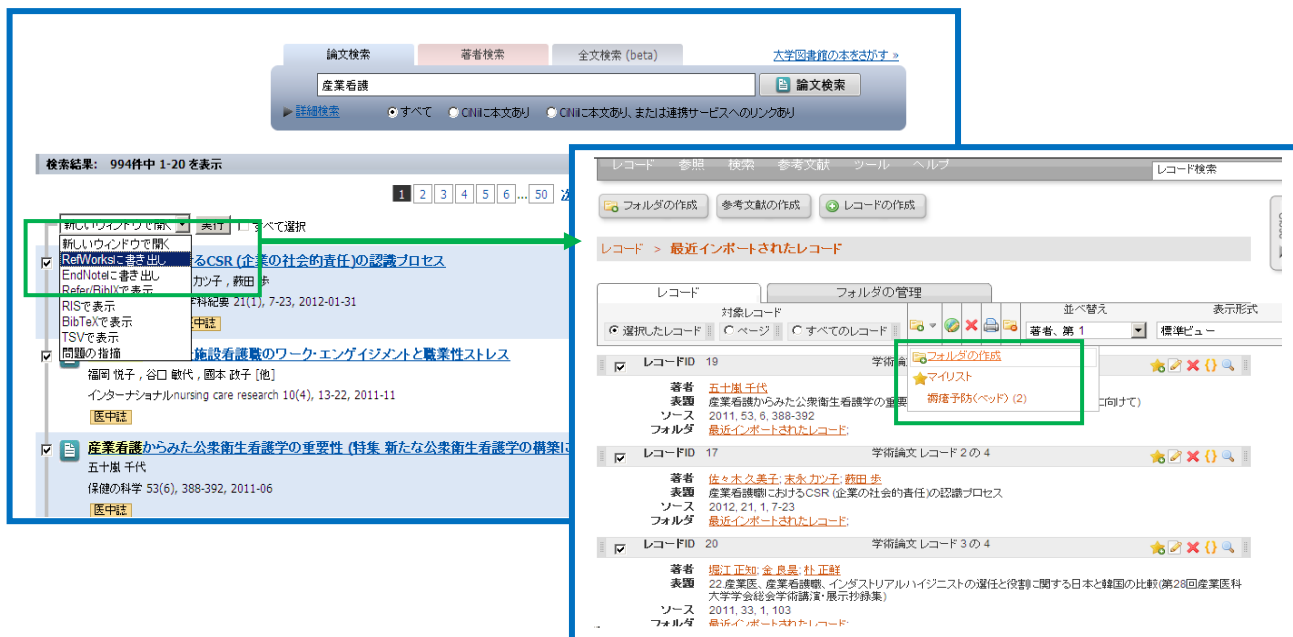 論文検索
著者検索
全文検索 (beta)
大学図書館の本をさがす »
産業看護
論文検索
詳細検索
すべて
CiNiiに本文あり
CiNiiに本文あり、または連携サービスへのリンクあり
検索結果: 994件中 1-20 を表示
1 2 3 4 5 6 ... 50
新しいウィンドウで開く
実行
すべて選択
新しいウィンドウで開く
RefWorksに書き出し
EndNoteに書き出し
Refer/BibIXで表示
RISで表示
BibTeXで表示
TSVで表示
問題の指摘
るCSR (企業の社会的責任)の認識プロセス
カツ子 , 薮田 歩
学科紀要 21(1), 7-23, 2012-01-31
中誌
施設看護職のワーク・エンゲイジメントと職業性ストレス
福岡 悦子 , 谷口 敏代 , 國本 政子 [他]
インターナショナルnursing care research 10(4), 13-22, 2011-11
医中誌
産業看護からみた公衆衛生看護学の重要性 (特集 新たな公衆衛生看護学の構築に
五十嵐 千代
保健の科学 53(6), 388-392, 2011-06
医中誌
レコード 参照 検索 参考文献 ツール ヘルプ
レコード検索
フォルダの作成
参考文献の作成
レコードの作成
レコード > 最近インポートされたレコード
レコード
フォルダの管理
対象レコード
並べ替え
表示形式
選択したレコード
ページ
すべてのレコード
著者、第 1
標準ビュー
フォルダの作成
マイリスト
褥瘡予防(ベッド) (2)
レコードID 19 学術論
著者 五十嵐 千代
表題 産業看護からみた公衆衛生看護学の重要 に向けて)
ソース 2011, 53, 6, 388-392
フォルダ 最近インポートされたレコード;
レコードID 17 学術論文 レコード 2 の 4
著者 佐々木 久美子; 末永 カツ子; 薮田 歩
表題 産業看護職におけるCSR (企業の社会的責任)の認識プロセス
ソース 2012, 21, 1, 7-23
フォルダ 最近インポートされたレコード;
レコードID 20 学術論文 レコード 3 の 4
著者 堀江 正知; 金 良昊; 朴 正鮮
表題 22.産業医、産業看護職、インダストリアルハイジニストの選任と役割に関する日本と韓国の比較(第28回産業医科
大学学会総会学術講演・展示抄録集)
ソース 2011, 33, 1, 103
フォルダ 最近インポートされたレコード;